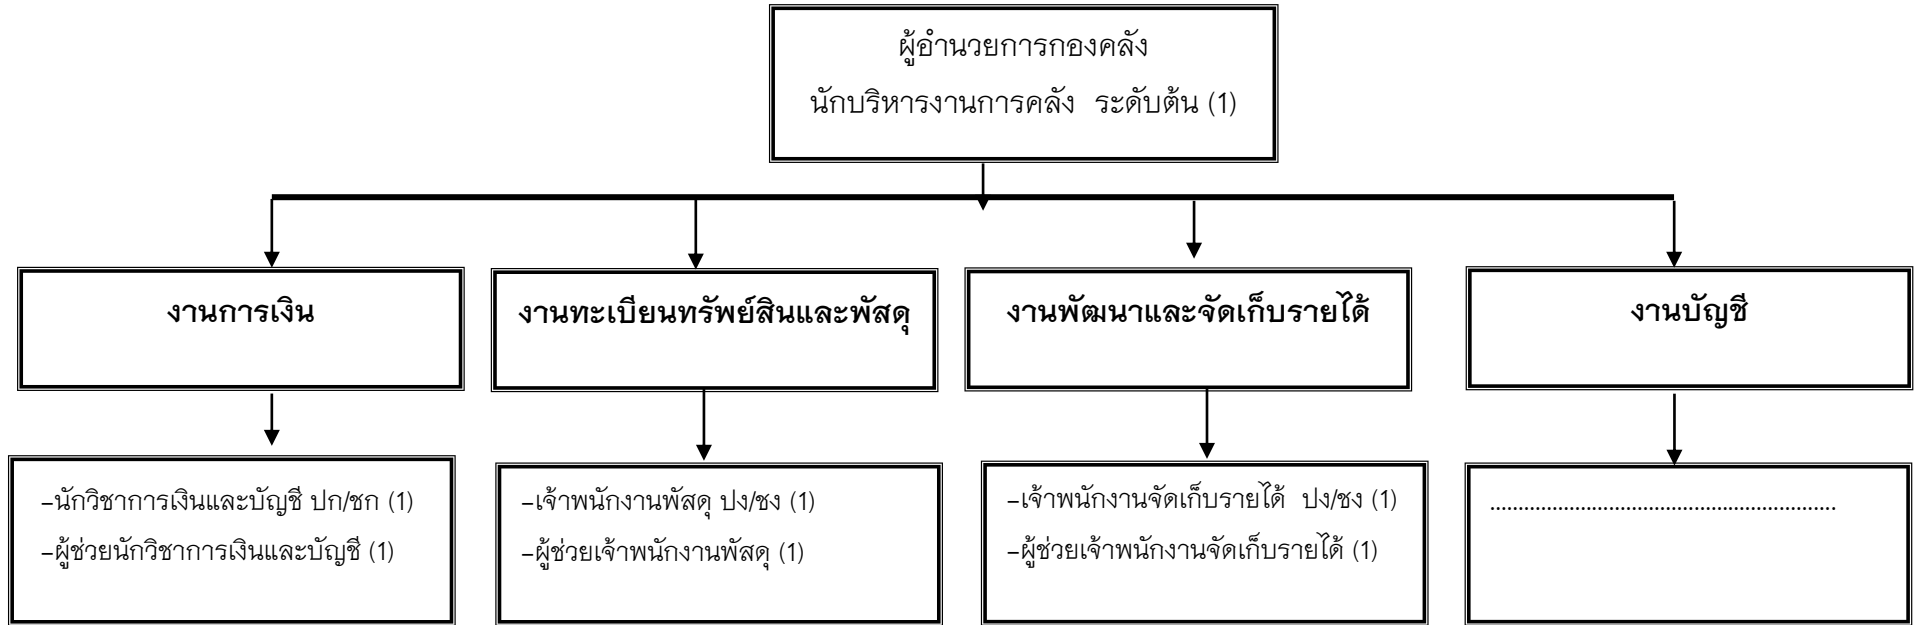 ผู้อำนวยการกองคลัง
นักบริหารงานการคลัง ระดับต้น (1)
งานการเงิน
งานทะเบียนทรัพย์สินและพัสดุ
งานพัฒนาและจัดเก็บรายได้
งานบัญชี
-นักวิชาการเงินและบัญชี ปก/ชก (1)
-ผู้ช่วยนักวิชาการเงินและบัญชี (1)
-เจ้าพนักงานพัสดุ ปง/ชง (1)
-ผู้ช่วยเจ้าพนักงานพัสดุ (1)
-เจ้าพนักงานจัดเก็บรายได้ ปง/ชง (1)
-ผู้ช่วยเจ้าพนักงานจัดเก็บรายได้ (1)
..............................................................